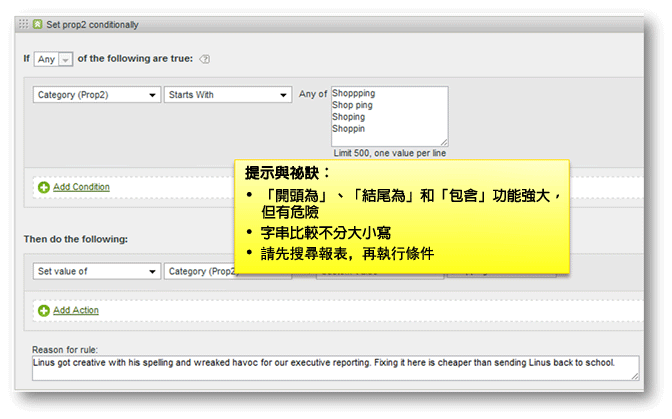 Set prop2 conditionally
If Any of the following are true:
Category (Prop2) Starts With Any of Shoppping
Shop ping
Shoping
Shoppin
Limit 500, one value per line
Add Condition
提示與祕訣：
• 「開頭為」、「結尾為」和「包含」功能強大，
但有危險
• 字串比較不分大小寫
• 請先搜尋報表，再執行條件
Then do the following:
Set value of Category (Prop2)
Add Action
Reason for rule:
Linus got creative with his spelling and wreaked havoc for our executive reporting. Fixing it here is cheaper than sending Linus back to school.